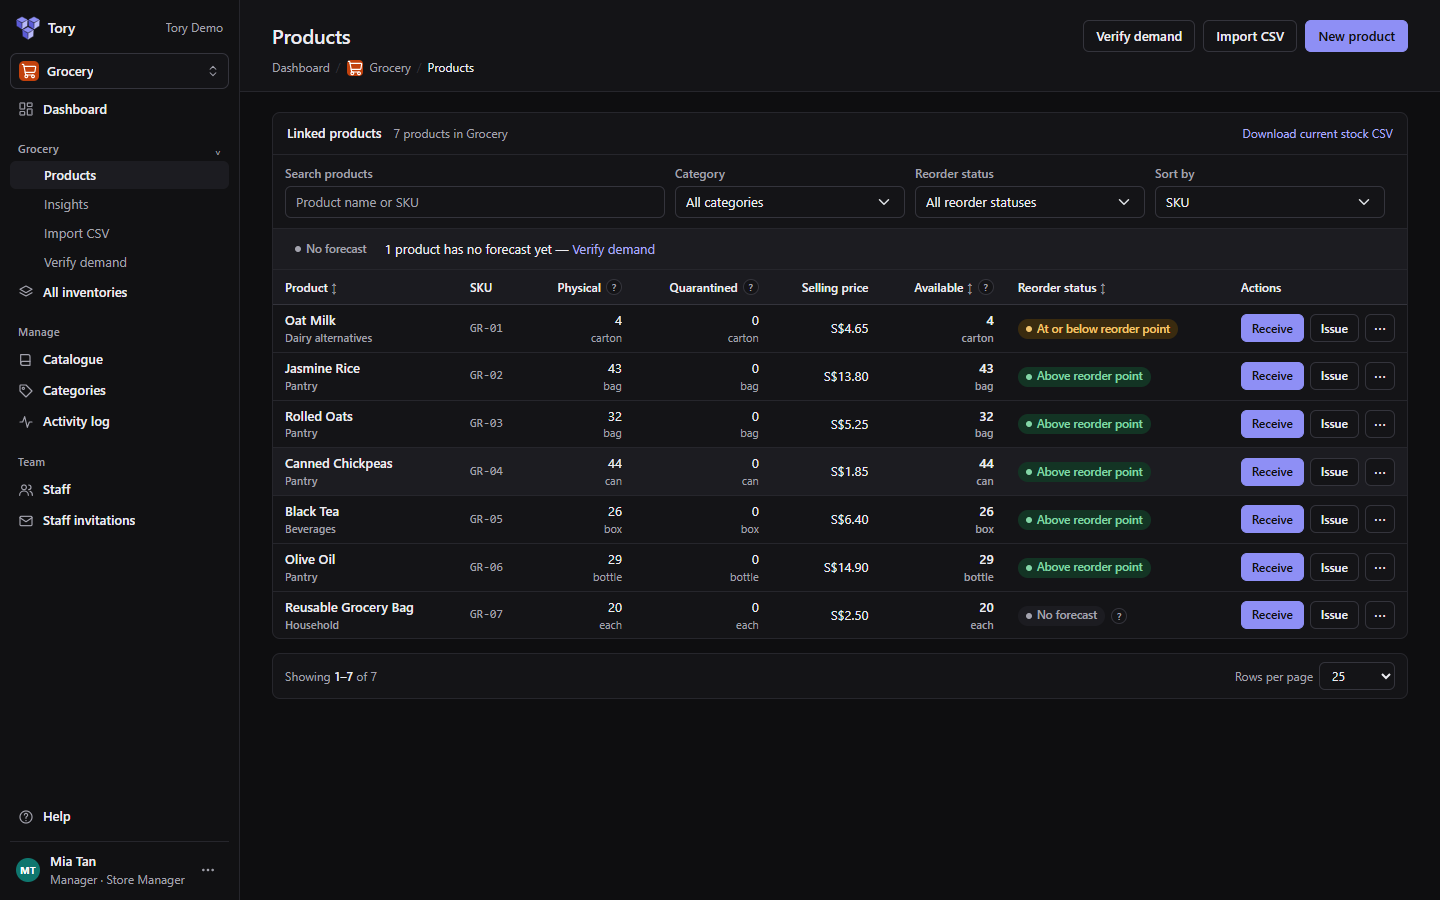 Tory
Tory Demo
Grocery
Dashboard
Grocery
Products
Insights
Import CSV
Verify demand
All inventories
Manage
Catalogue
Categories
Activity log
Team
Staff
Staff invitations
Help
MT
Mia Tan
Manager · Store Manager
Products
Dashboard / Grocery / Products
Verify demand
Import CSV
New product
Linked products 7 products in Grocery
Download current stock CSV
Search products
Category
Reorder status
Sort by
Product name or SKU
All categories
All reorder statuses
SKU
No forecast 1 product has no forecast yet — Verify demand
Product SKU Physical ? Quarantined ? Selling price Available ? Reorder status Actions
Oat Milk GR-01 4 0 S$4.65 4 At or below reorder point Receive Issue ...
Dairy alternatives carton carton carton
Jasmine Rice GR-02 43 0 S$13.80 43 Above reorder point Receive Issue ...
Pantry bag bag bag
Rolled Oats GR-03 32 0 S$5.25 32 Above reorder point Receive Issue ...
Pantry bag bag bag
Canned Chickpeas GR-04 44 0 S$1.85 44 Above reorder point Receive Issue ...
Pantry can can can
Black Tea GR-05 26 0 S$6.40 26 Above reorder point Receive Issue ...
Beverages box box box
Olive Oil GR-06 29 0 S$14.90 29 Above reorder point Receive Issue ...
Pantry bottle bottle bottle
Reusable Grocery Bag GR-07 20 0 S$2.50 20 No forecast ? Receive Issue ...
Household each each each
Showing 1–7 of 7
Rows per page 25